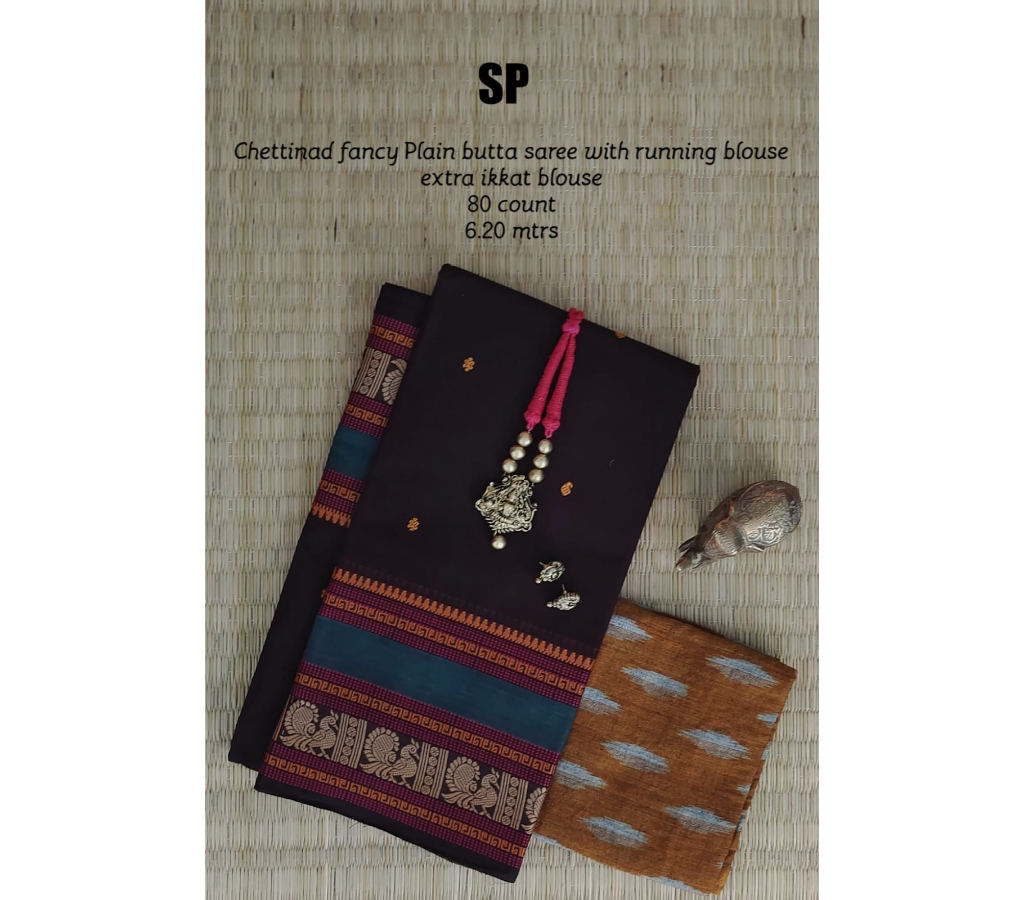 SP
Chettinad fancy Plain butta saree with running blouse
extra ikkat blouse
80 count
6.20 mtrs